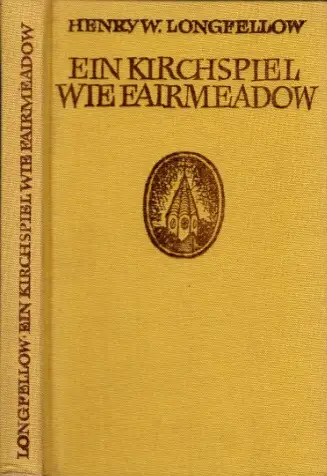 HENRY W. LONGFELLOW
EIN KIRCHSPIEL
WIE FAIRMEADOW
LONGFELLOW · EIN KIRCHSPIEL WIE FAIRMEADOW